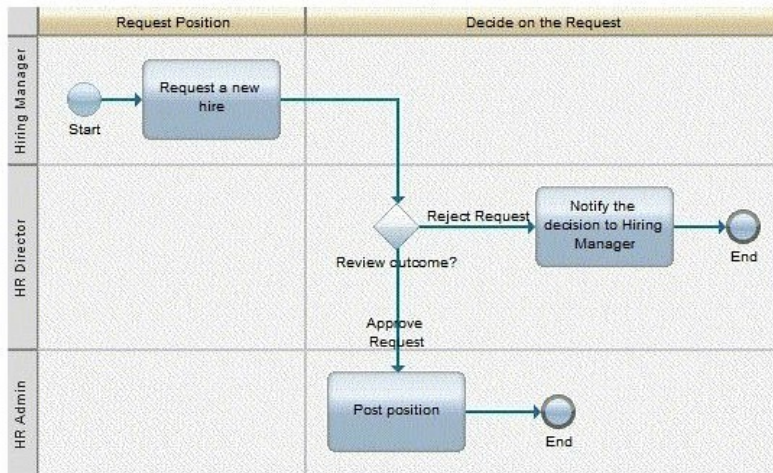 Request Position
Decide on the Request
Hiring Manager
Request a new
hire
Start
HR Director
Reject Request
Notify the
decision to Hiring
Manager
End
Review outcome?
Approve
Request
HR Admin
Post position
End